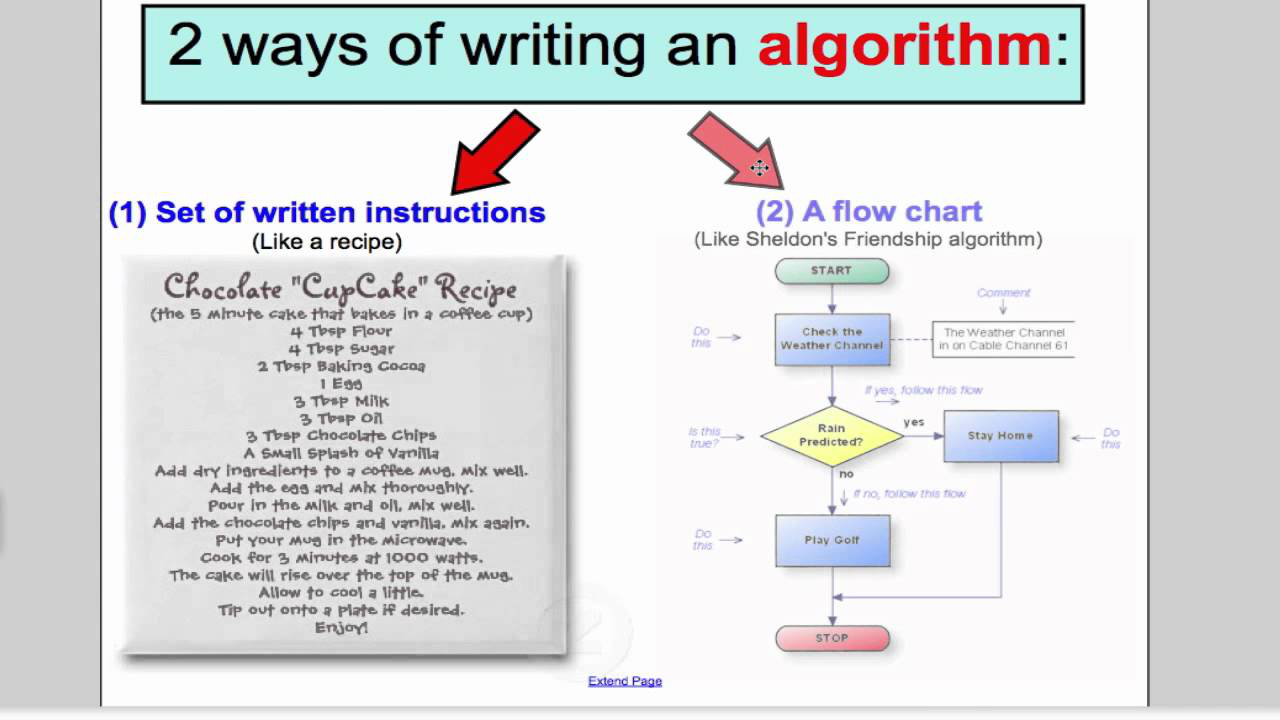 2 ways of writing an algorithm:
(1) Set of written instructions
(Like a recipe)
Chocolate "CupCake" Recipe
(the 5 minute cake that bakes in a coffee cup)
4 Tbsp Flour
4 Tbsp Sugar
2 Tbsp Baking Cocoa
1 Egg
3 Tbsp Milk
3 Tbsp Oil
3 Tbsp Chocolate Chips
A Small Splash of Vanilla
Add dry ingredients to a coffee mug, mix well.
Add the egg and mix thoroughly.
Pour in the milk and oil, mix well.
Add the chocolate chips and vanilla, mix again.
Put your mug in the microwave.
Cook for 3 minutes at 1000 watts.
The cake will rise over the top of the mug.
Allow to cool a little.
Tip out onto a plate if desired.
Enjoy!
(2) A flow chart
(Like Sheldon's Friendship algorithm)
START
Comment
Do
this
Check the
Weather Channel
The Weather Channel
in on Cable Channel 61
If yes, follow this flow
Is this
true?
Rain
Predicted?
yes
Stay Home
Do
this
no
If no, follow this flow
Do
this
Play Golf
STOP
Extend Page